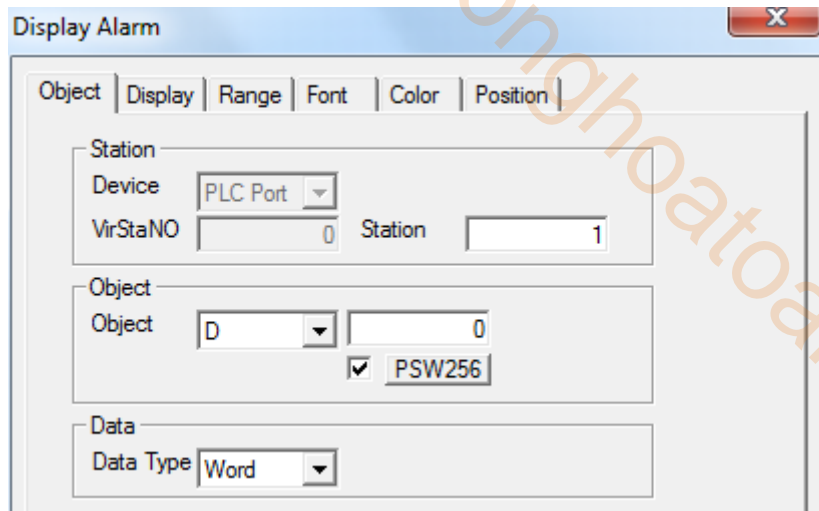 Display Alarm
Object Display Range Font Color Position
Station
Device PLC Port
VirStaNO 0 Station 1
Object
Object D 0
PSW256
Data
Data Type Word
onghoatoa